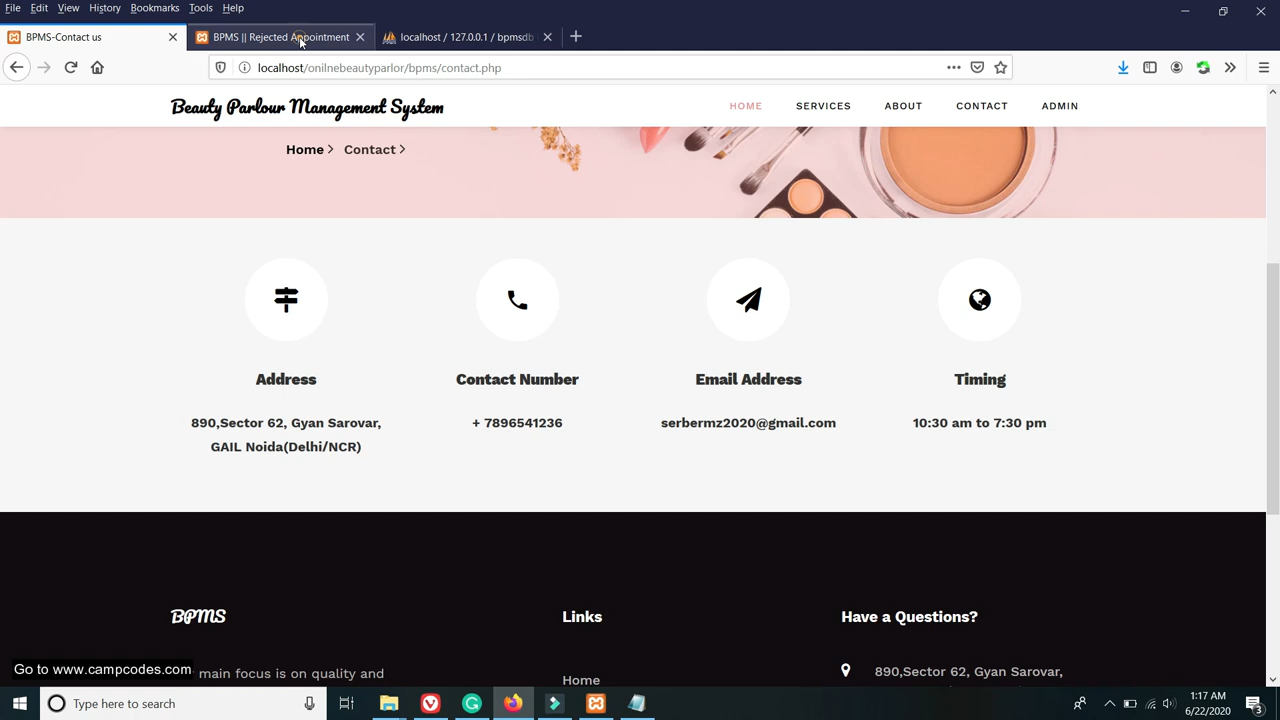 File Edit View History Bookmarks Tools Help
BPMS-Contact us
BPMS || Rejected Appointment
localhost / 127.0.0.1 / bpmsdb
localhost/onilnebeautyparlor/bpms/contact.php
Beauty Parlour Management System
HOME SERVICES ABOUT CONTACT ADMIN
Home Contact
Address
890,Sector 62, Gyan Sarovar,
GAIL Noida(Delhi/NCR)
Contact Number
+ 7896541236
Email Address
serbermz2020@gmail.com
Timing
10:30 am to 7:30 pm
BPMS
main focus is on quality and
Links
Home
Have a Questions?
890,Sector 62, Gyan Sarovar,
Go to www.campcodes.com
Type here to search
1:17 AM
6/22/2020
3